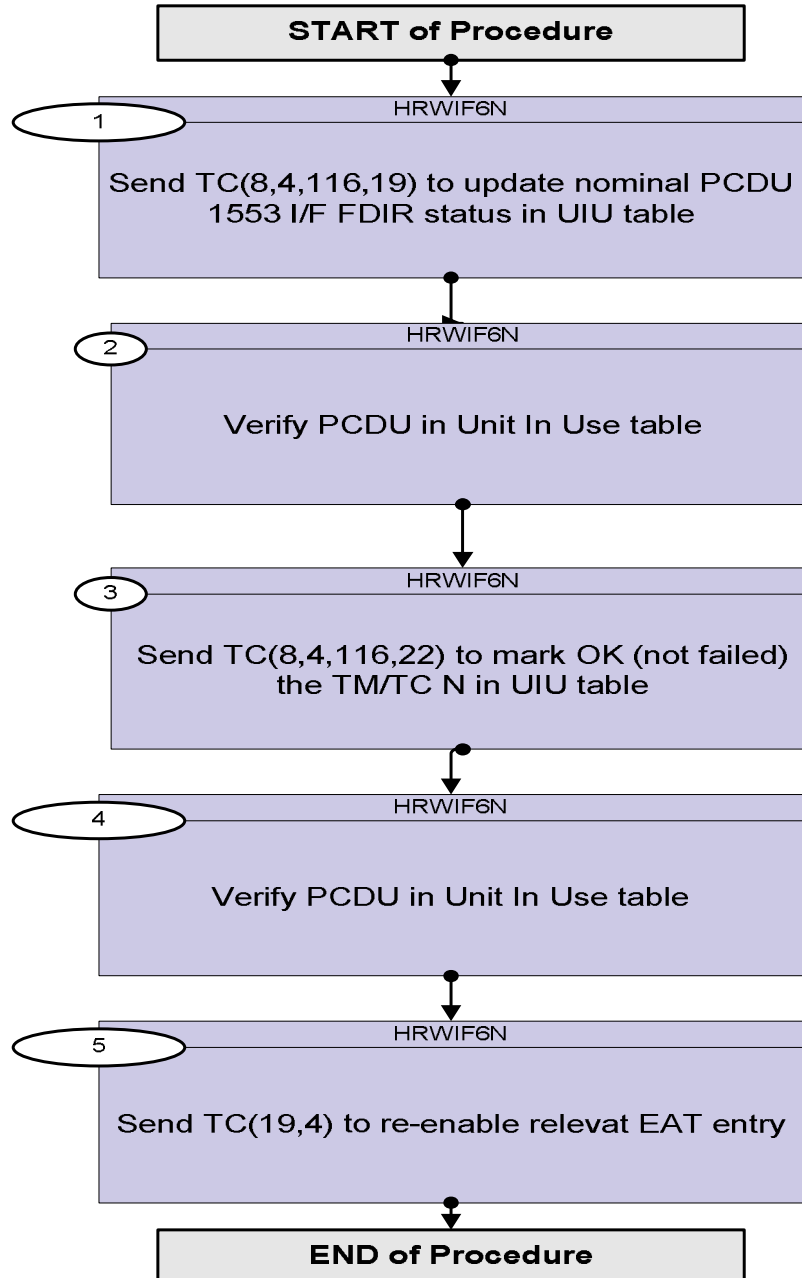 START of Procedure
HRWIF6N
1
Send TC(8,4,116,19) to update nominal PCDU
1553 I/F FDIR status in UIU table
HRWIF6N
2
Verify PCDU in Unit In Use table
HRWIF6N
3
Send TC(8,4,116,22) to mark OK (not failed)
the TM/TC N in UIU table
HRWIF6N
4
Verify PCDU in Unit In Use table
HRWIF6N
5
Send TC(19,4) to re-enable relevat EAT entry
END of Procedure